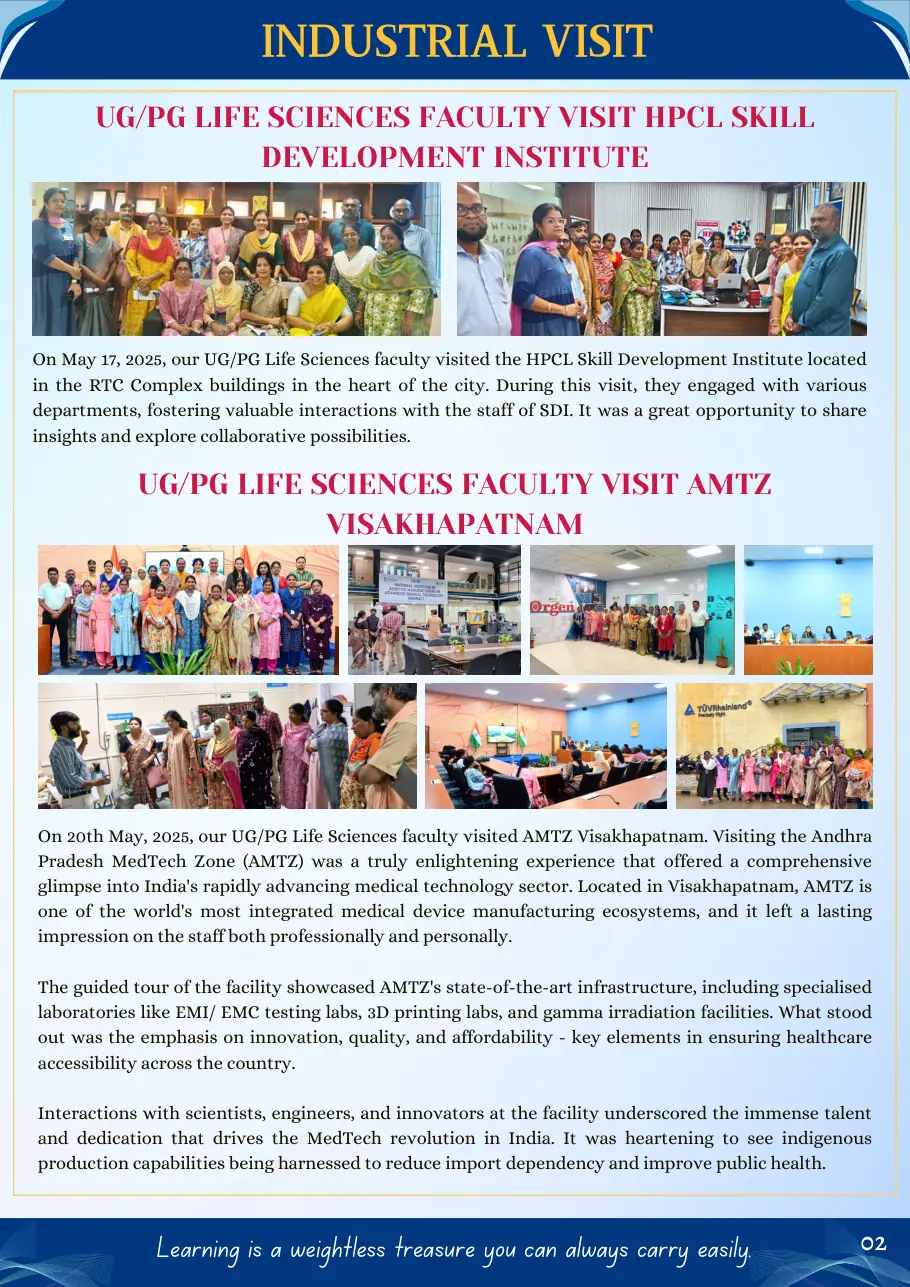 INDUSTRIAL VISIT
UG/PG LIFE SCIENCES FACULTY VISIT HPCL SKILL
DEVELOPMENT INSTITUTE
HP
On May 17, 2025, our UG/PG Life Sciences faculty visited the HPCL Skill Development Institute located
in the RTC Complex buildings in the heart of the city. During this visit, they engaged with various
departments, fostering valuable interactions with the staff of SDI. It was a great opportunity to share
insights and explore collaborative possibilities.
UG/PG LIFE SCIENCES FACULTY VISIT AMTZ
VISAKHAPATNAM
NATIONAL INSTITUTE OF
ADDITIVE MANUFACTURING IN
ADVANCED MEDICAL TECHNOLOGY
Orgen
TÜVRheinland®
Precisely Right.
On 20th May, 2025, our UG/PG Life Sciences faculty visited AMTZ Visakhapatnam. Visiting the Andhra
Pradesh MedTech Zone (AMTZ) was a truly enlightening experience that offered a comprehensive
glimpse into India's rapidly advancing medical technology sector. Located in Visakhapatnam, AMTZ is
one of the world's most integrated medical device manufacturing ecosystems, and it left a lasting
impression on the staff both professionally and personally.
The guided tour of the facility showcased AMTZ's state-of-the-art infrastructure, including specialised
laboratories like EMI/ EMC testing labs, 3D printing labs, and gamma irradiation facilities. What stood
out was the emphasis on innovation, quality, and affordability - key elements in ensuring healthcare
accessibility across the country.
Interactions with scientists, engineers, and innovators at the facility underscored the immense talent
and dedication that drives the MedTech revolution in India. It was heartening to see indigenous
production capabilities being harnessed to reduce import dependency and improve public health.
Learning is a weightless treasure you can always carry easily.
02